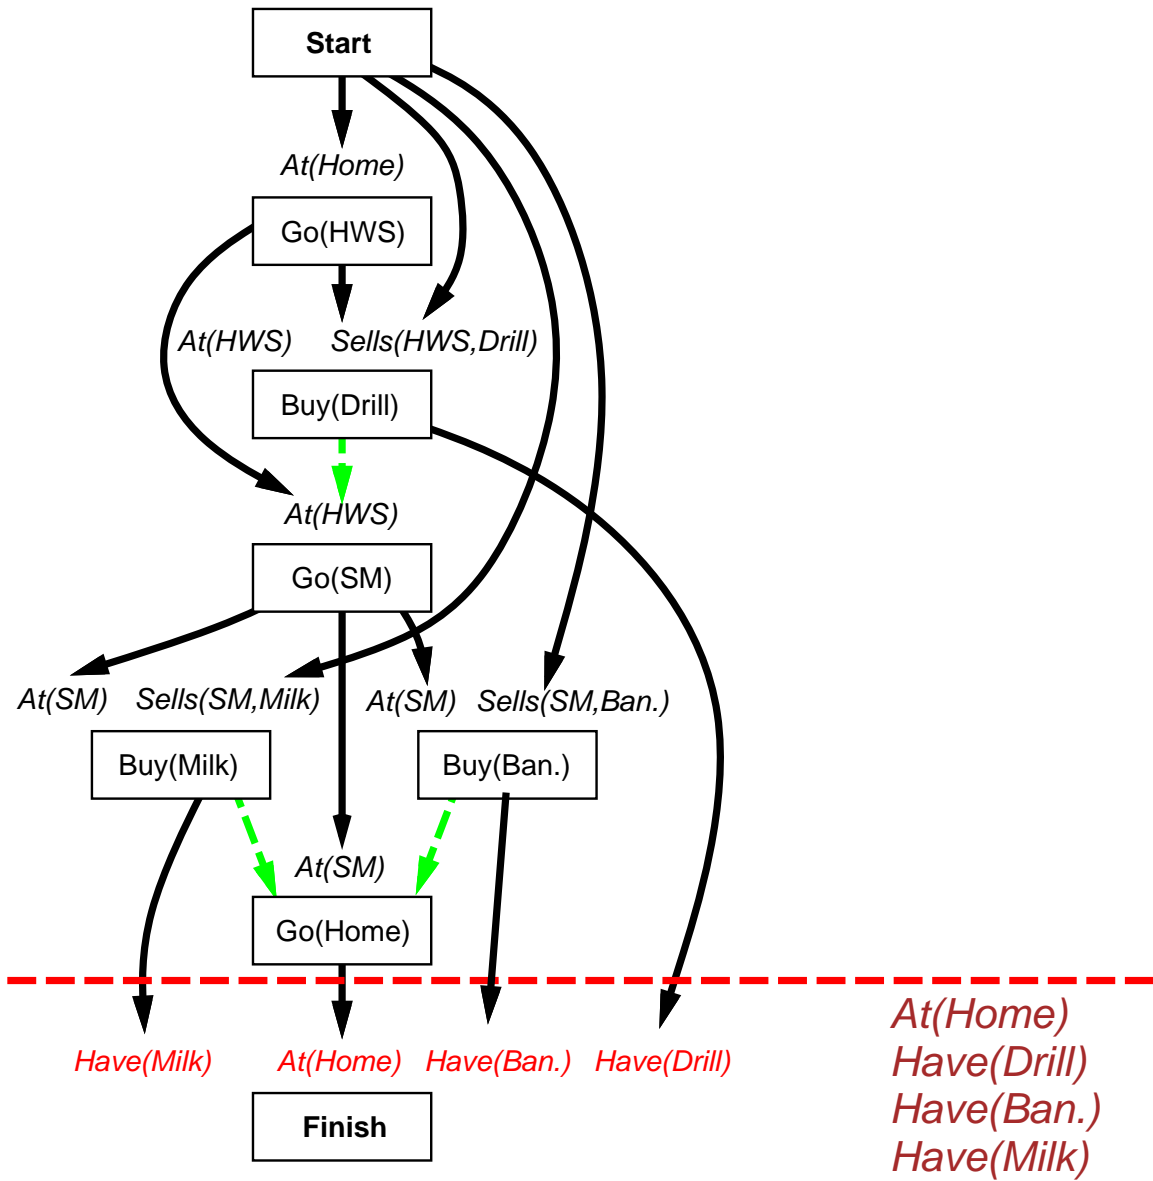 Start
At(Home)
Go(HWS)
At(HWS) Sells(HWS,Drill)
Buy(Drill)
At(HWS)
Go(SM)
At(SM) Sells(SM,Milk) At(SM) Sells(SM,Ban.)
Buy(Milk) Buy(Ban.)
At(SM)
Go(Home)
Have(Milk) At(Home) Have(Ban.) Have(Drill)
Finish
At(Home)
Have(Drill)
Have(Ban.)
Have(Milk)